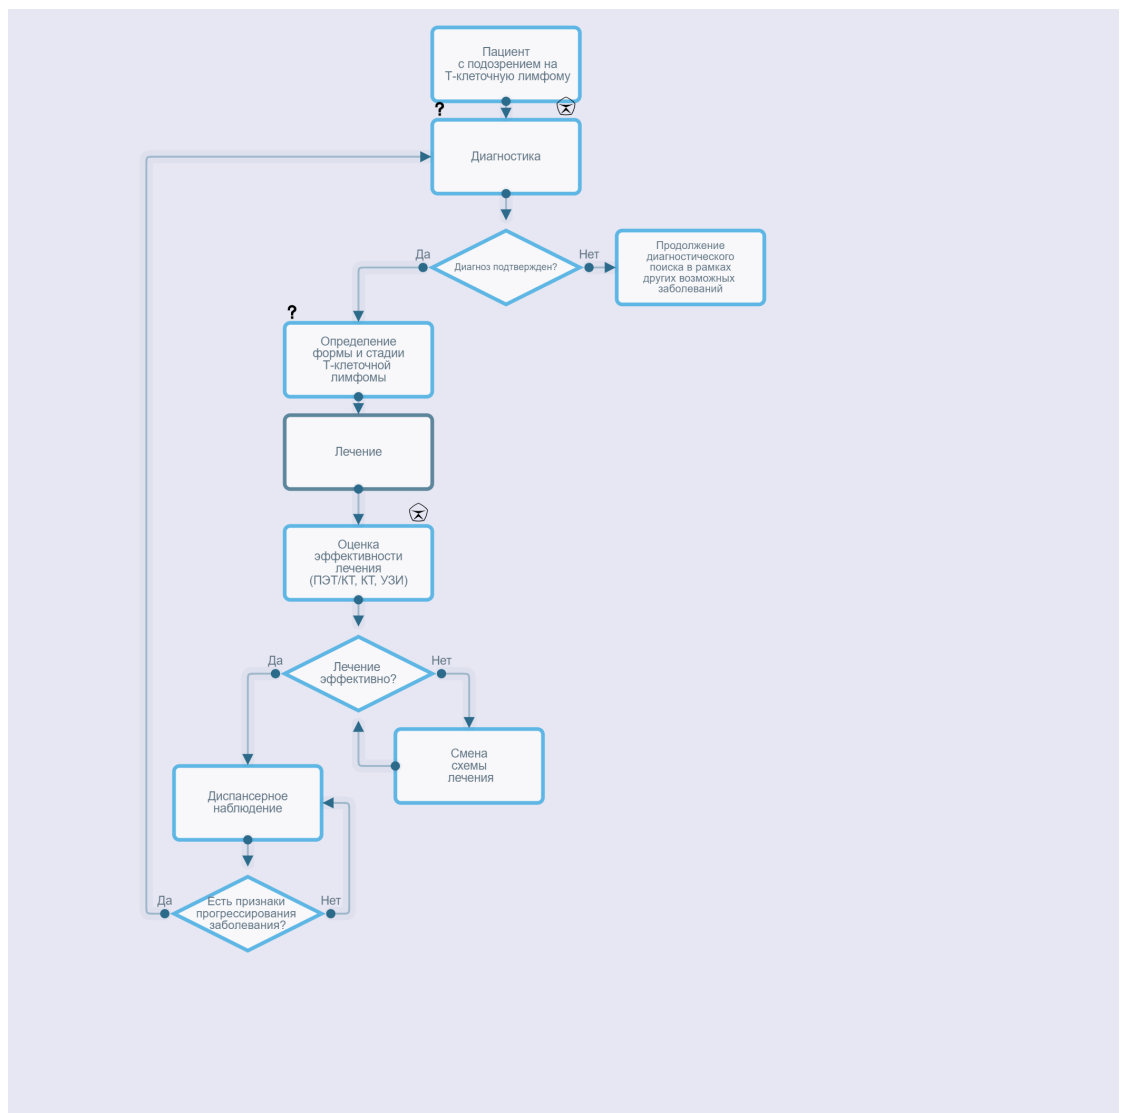 Пациент
с подозрением на
Т-клеточную лимфому
?
Диагностика
Да
Диагноз подтвержден?
Нет
Продолжение
диагностического
поиска в рамках
других возможных
заболеваний
?
Определение
формы и стадии
Т-клеточной
лимфомы
Лечение
Оценка
эффективности
лечения
(ПЭТ/КТ, КТ, УЗИ)
Да
Лечение
эффективно?
Нет
Смена
схемы
лечения
Диспансерное
наблюдение
Да
Есть признаки
прогрессирования
заболевания?
Нет